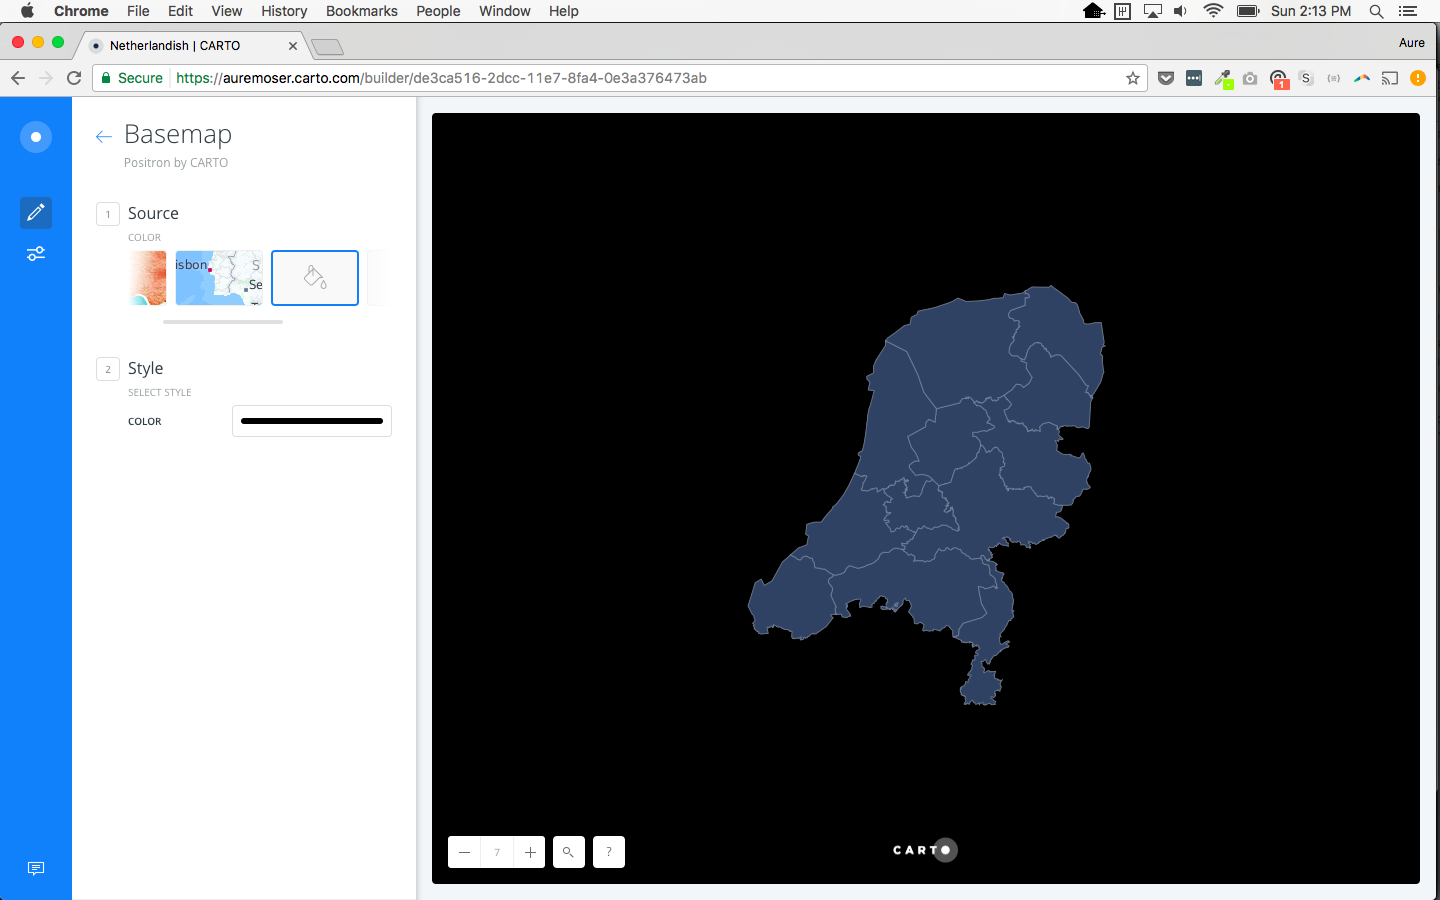 Chrome File Edit View History Bookmarks People Window Help Sun 2:13 PM
Netherlandish | CARTO
Aure
Secure https://auremoser.carto.com/builder/de3ca516-2dcc-11e7-8fa4-0e3a376473ab
1
S
Basemap
Positron by CARTO
1 Source
COLOR
isbon S
Se
2 Style
SELECT STYLE
COLOR
7
?
CARTO